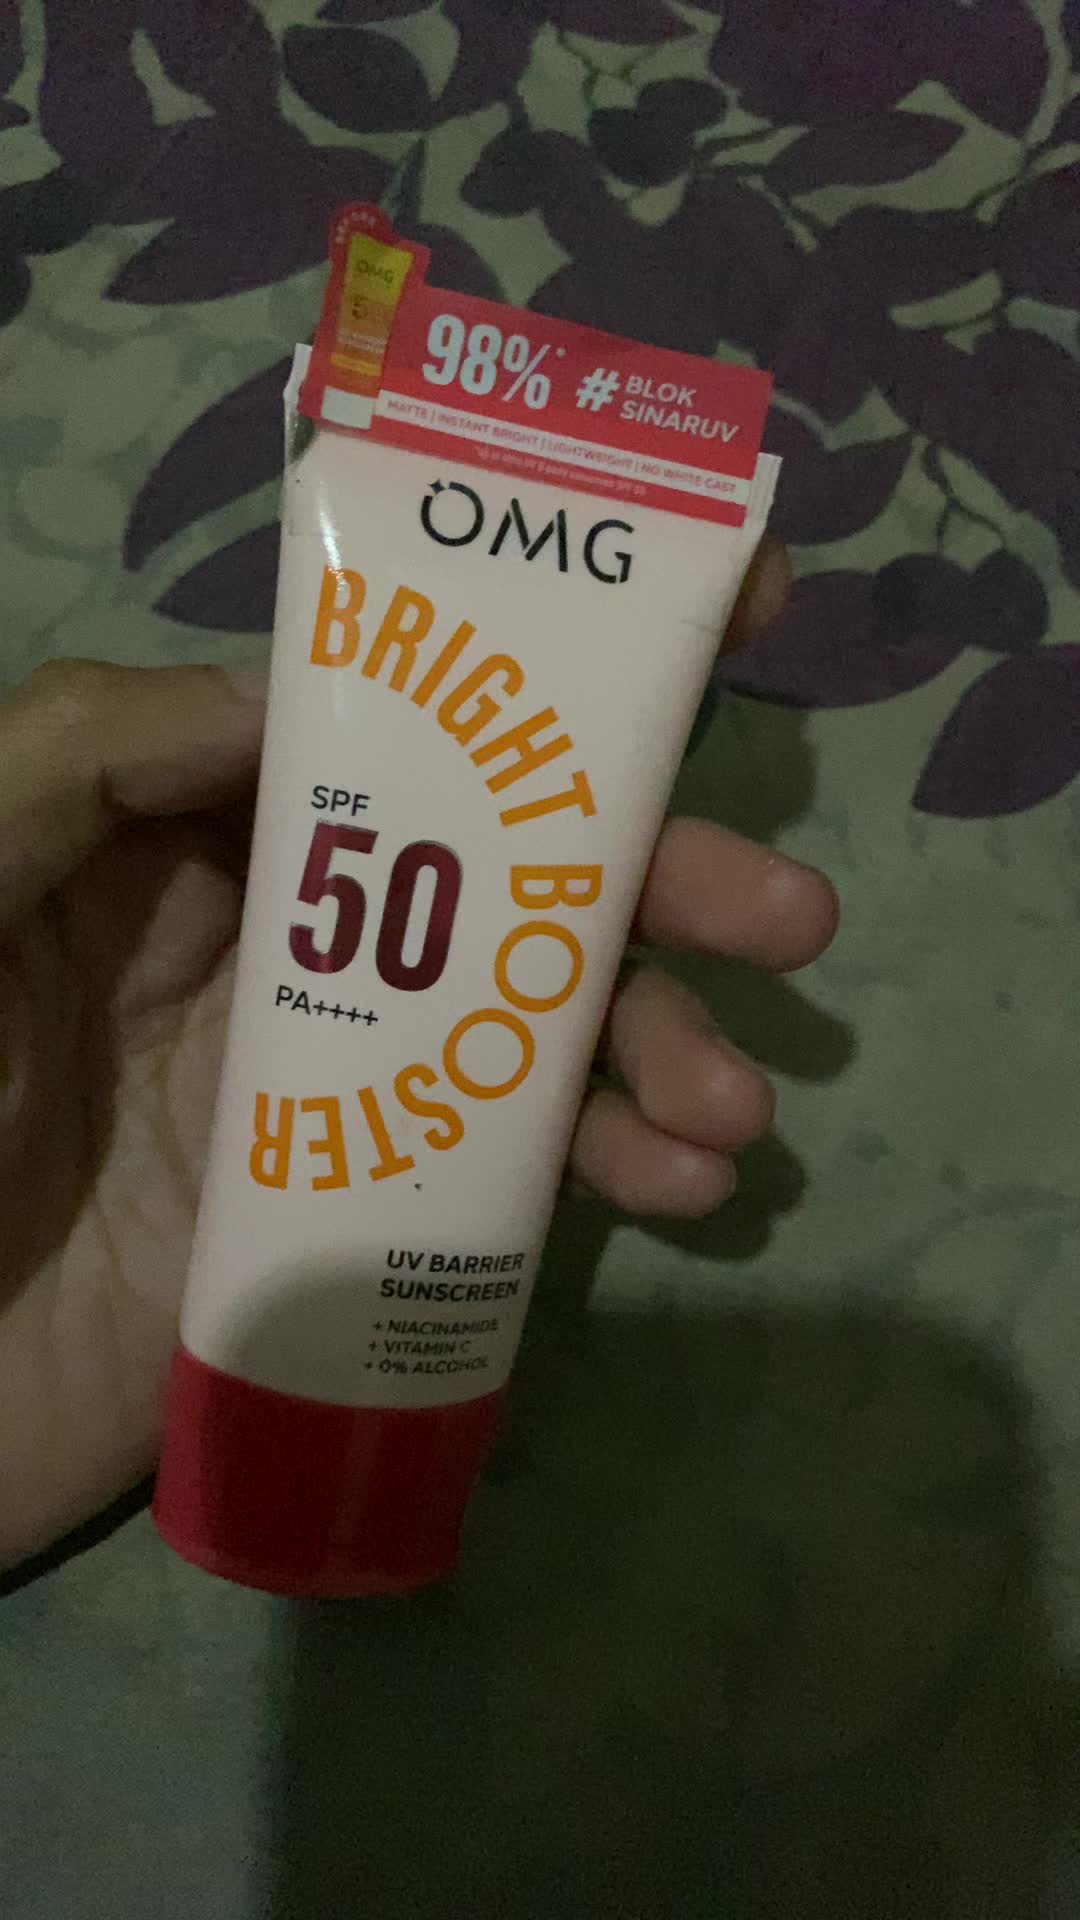 OMG
98%*
#BLOK
SINARUV
MATTE | INSTANT BRIGHT | LIGHTWEIGHT | NO WHITE CAST
OMG
BRIGHT BOOSTER
SPF
50
PA++++
UV BARRIER
SUNSCREEN
+ NIACINAMIDE
+ VITAMIN C
+ 0% ALCOHOL